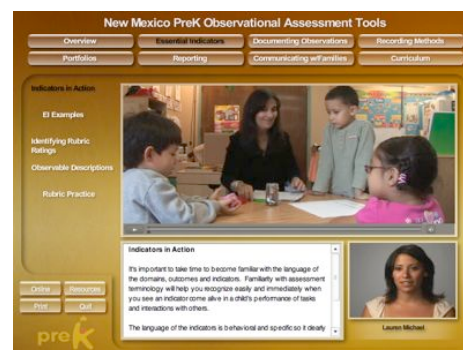 New Mexico PreK Observational Assessment Tools
Overview
Essential Indicators
Documenting Observations
Recording Methods
Portfolios
Reporting
Communicating w/Families
Curriculum
Indicators in Action
EI Examples
Identifying Rubric
Ratings
Observable Descriptions
Rubric Practice
Indicators in Action
It's important to take time to become familiar with the language of
the domains, outcomes and indicators. Familiarity with assessment
terminology will help you recognize easily and immediately when
you see an indicator come alive in a child's performance of tasks
and interactions with others.
The language of the indicators is behavioral and specific so it clearly
Lauren Michael
Online
Resources
Print
Quit
prek